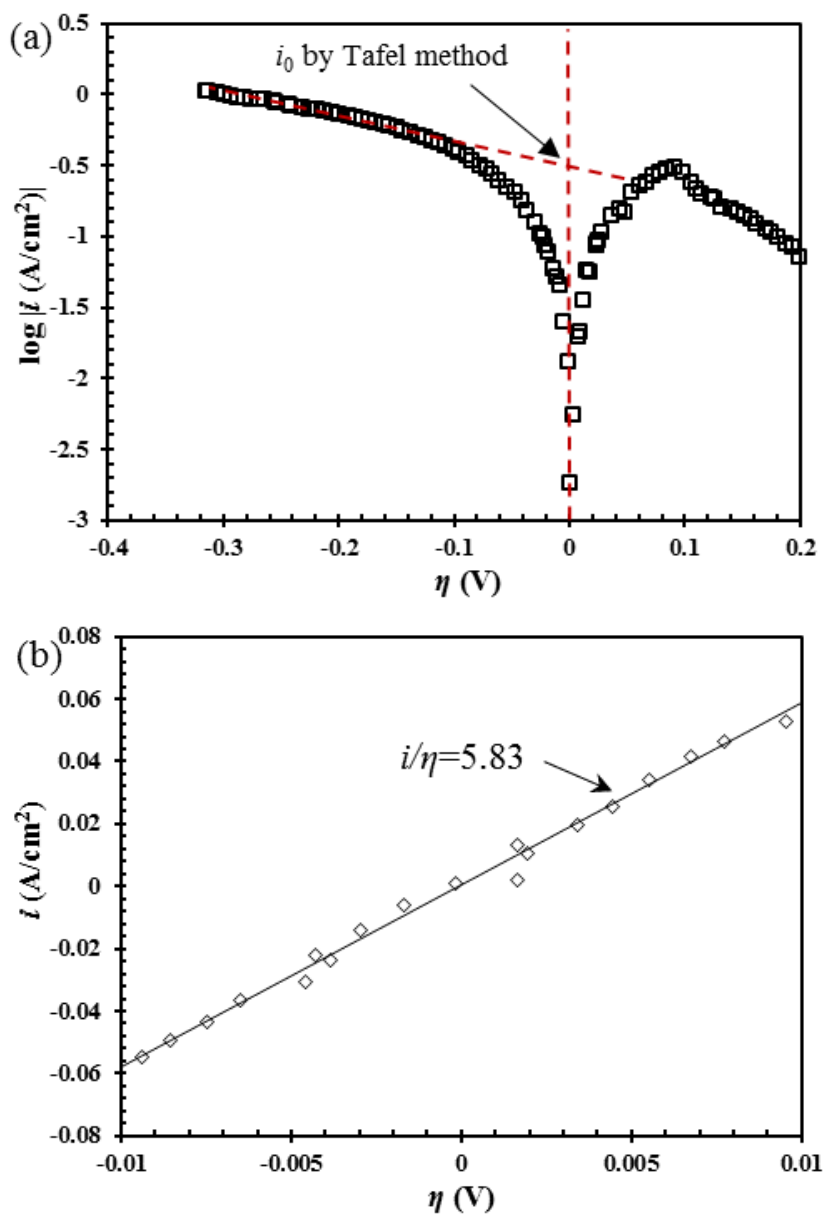 (a)
0.5
0
-0.5
-1
-1.5
-2
-2.5
-3
log |i (A/cm²)|
i₀ by Tafel method
-0.4 -0.3 -0.2 -0.1 0 0.1 0.2
η (V)
(b)
0.08
0.06
0.04
0.02
0
-0.02
-0.04
-0.06
-0.08
i (A/cm²)
i/η=5.83
-0.01 -0.005 0 0.005 0.01
η (V)